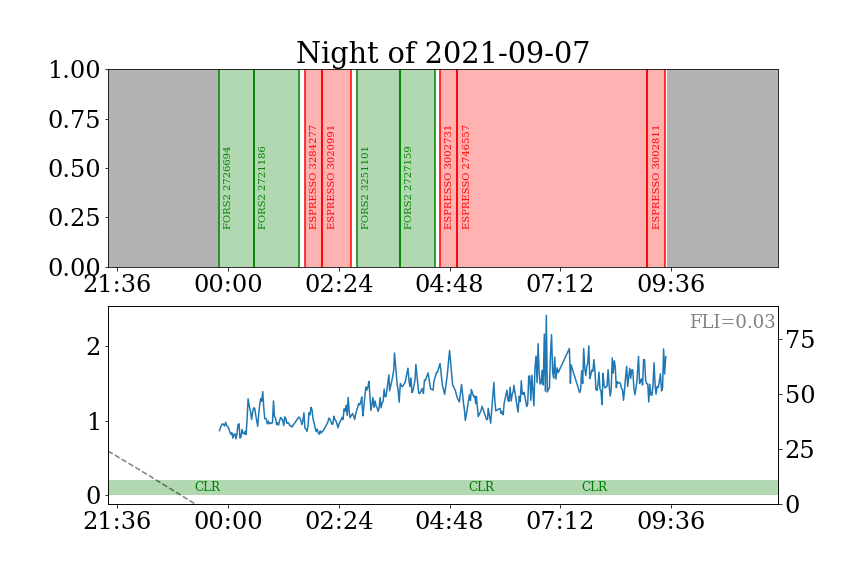 Night of 2021-09-07
1.00
0.75
0.50
0.25
0.00
FORS2 2726694
FORS2 2721186
ESPRESSO 3284277
ESPRESSO 3020991
FORS2 3251101
FORS2 2727159
ESPRESSO 3002731
ESPRESSO 2746557
ESPRESSO 3002811
21:36 00:00 02:24 04:48 07:12 09:36
FLI=0.03
2
1
0
75
50
25
0
CLR CLR CLR
21:36 00:00 02:24 04:48 07:12 09:36